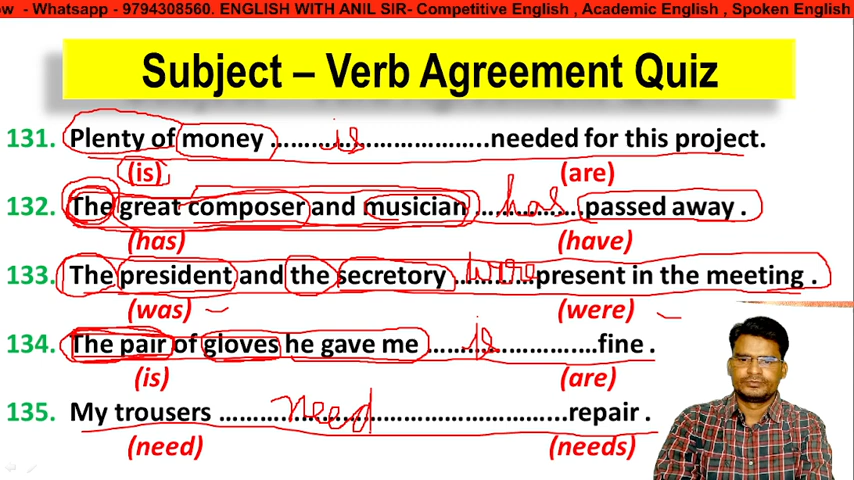 ow - Whatsapp - 9794308560. ENGLISH WITH ANIL SIR- Competitive English , Academic English , Spoken English
Subject – Verb Agreement Quiz
131. Plenty of money ........is........needed for this project.
(is) (are)
132. The great composer and musician ....has....passed away .
(has) (have)
133. The president and the secretory ....were....present in the meeting .
(was) (were)
134. The pair of gloves he gave me ......is..............fine .
(is) (are)
135. My trousers ..........need..............................repair .
(need) (needs)